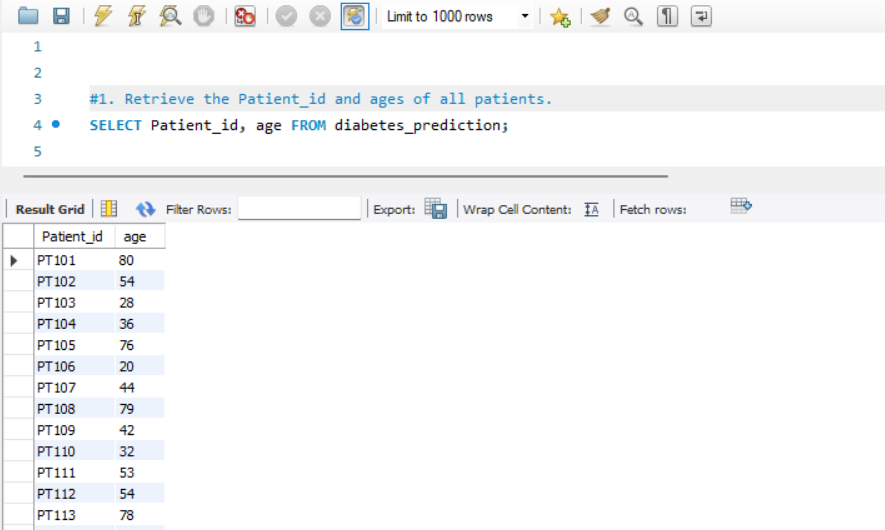 Limit to 1000 rows
1
2
3 #1. Retrieve the Patient_id and ages of all patients.
4 SELECT Patient_id, age FROM diabetes_prediction;
5
Result Grid Filter Rows: Export: Wrap Cell Content: IA Fetch rows:
Patient_id age
PT101 80
PT102 54
PT103 28
PT104 36
PT105 76
PT106 20
PT107 44
PT108 79
PT109 42
PT110 32
PT111 53
PT112 54
PT113 78